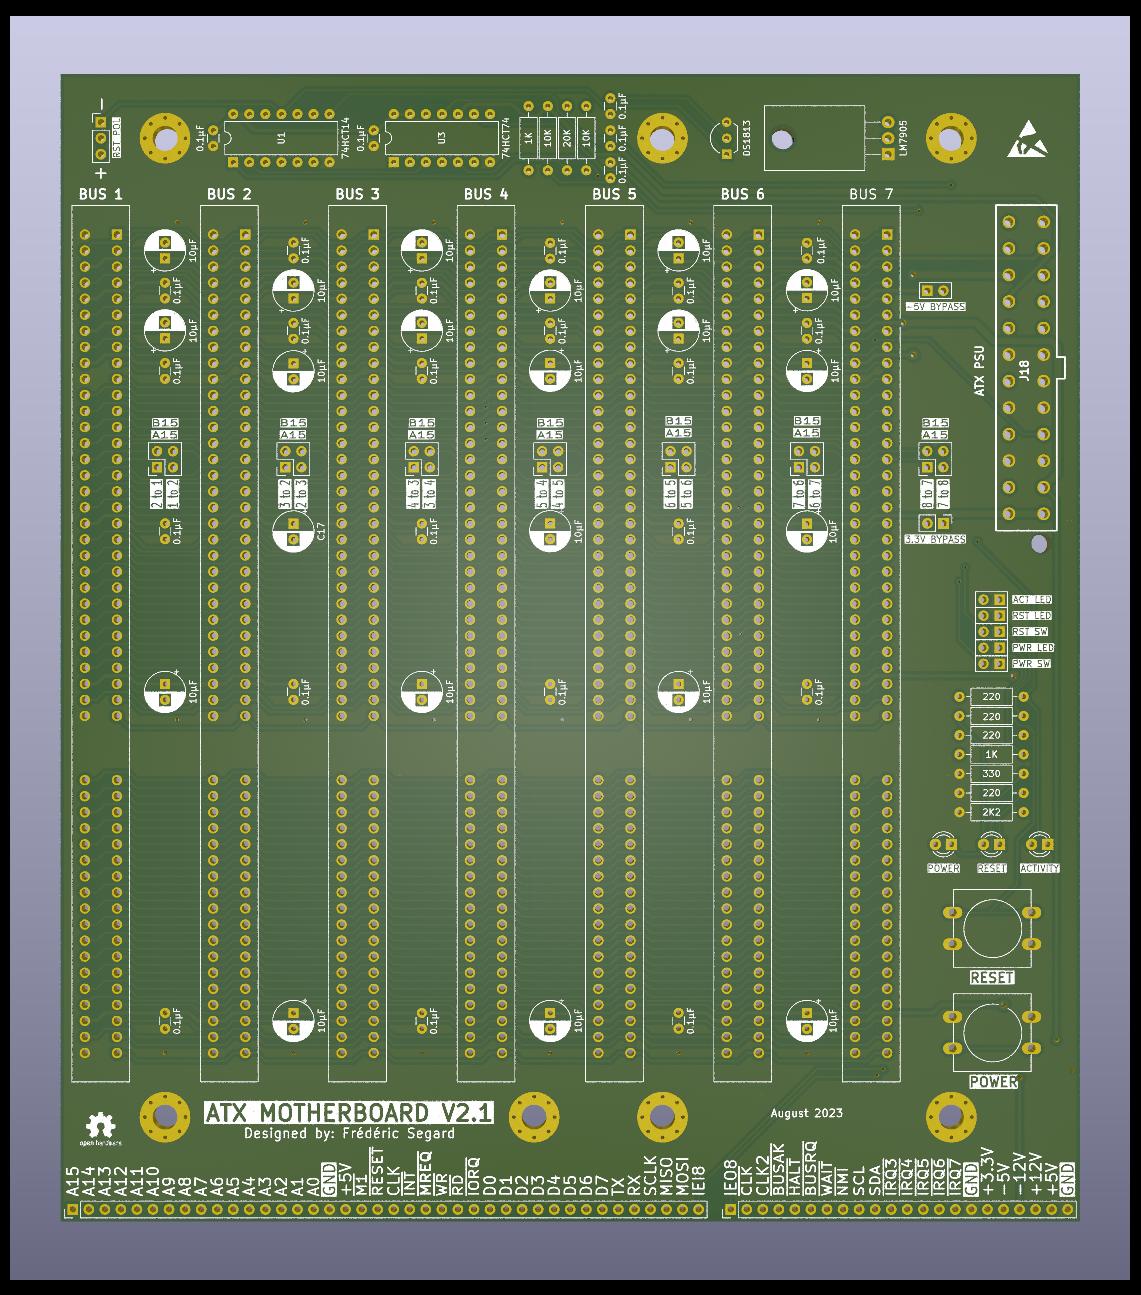 −
RST POL
+
0.1µF
U1
74HCT14
0.1µF
U3
74HCT74
1K
10K
20K
10K
0.1µF
0.1µF
0.1µF
DS1813
LM7905
BUS 1
BUS 2
BUS 3
BUS 4
BUS 5
BUS 6
BUS 7
10µF
0.1µF
10µF
0.1µF
10µF
0.1µF
10µF
0.1µF
10µF
0.1µF
10µF
0.1µF
10µF
0.1µF
10µF
0.1µF
10µF
0.1µF
10µF
0.1µF
10µF
0.1µF
10µF
0.1µF
-5V BYPASS
10µF
0.1µF
10µF
0.1µF
10µF
0.1µF
10µF
0.1µF
10µF
0.1µF
10µF
ATX PSU
J18
B15
A15
2 to 1
1 to 2
B15
A15
3 to 2
2 to 3
B15
A15
4 to 3
3 to 4
B15
A15
5 to 4
4 to 5
B15
A15
6 to 5
5 to 6
B15
A15
7 to 6
6 to 7
B15
A15
8 to 7
7 to 8
0.1µF
C17
0.1µF
10µF
0.1µF
10µF
3.3V BYPASS
ACT LED
RST LED
RST SW
PWR LED
PWR SW
10µF
0.1µF
10µF
0.1µF
10µF
0.1µF
220
220
220
1K
330
220
2K2
POWER
RESET
ACTIVITY
RESET
0.1µF
10µF
0.1µF
10µF
0.1µF
10µF
POWER
open hardware
ATX MOTHERBOARD V2.1
Designed by: Frédéric Segard
August 2023
A15
A14
A13
A12
A11
A10
A9
A8
A7
A6
A5
A4
A3
A2
A1
A0
GND
+5V
M1
RESET
CLK
INT
MREQ
WR
RD
IORQ
D0
D1
D2
D3
D4
D5
D6
D7
TX
RX
SCLK
MISO
MOSI
IEI8
IEO8
CLK
CLK2
BUSAK
HALT
BUSRQ
WAIT
NMI
SCL
SDA
IRQ3
IRQ4
IRQ5
IRQ6
IRQ7
GND
+3.3V
-5V
-12V
+12V
+5V
GND